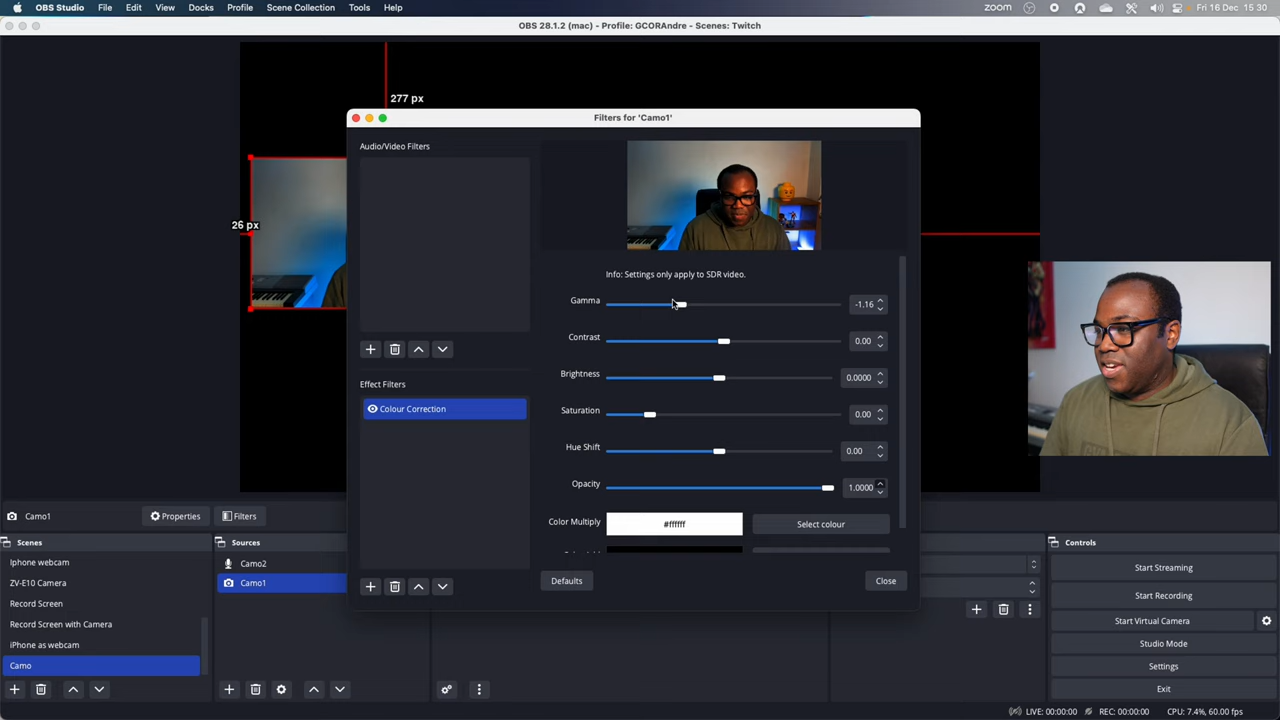 OBS Studio File Edit View Docks Profile Scene Collection Tools Help zoom Fri 16 Dec 15:30
OBS 28.1.2 (mac) - Profile: GCORAndre - Scenes: Twitch
277 px
26 px
Filters for 'Camo1'
Audio/Video Filters
Info: Settings only apply to SDR video.
Gamma -1.16
Contrast 0.00
Brightness 0.0000
Effect Filters
Colour Correction
Saturation 0.00
Hue Shift 0.00
Opacity 1.0000
Color Multiply #ffffff Select colour
Defaults Close
Camo1 Properties Filters
Scenes
Iphone webcam
ZV-E10 Camera
Record Screen
Record Screen with Camera
iPhone as webcam
Camo
Sources
Camo2
Camo1
Controls
Start Streaming
Start Recording
Start Virtual Camera
Studio Mode
Settings
Exit
LIVE: 00:00:00 REC: 00:00:00 CPU: 7.4%, 60.00 fps